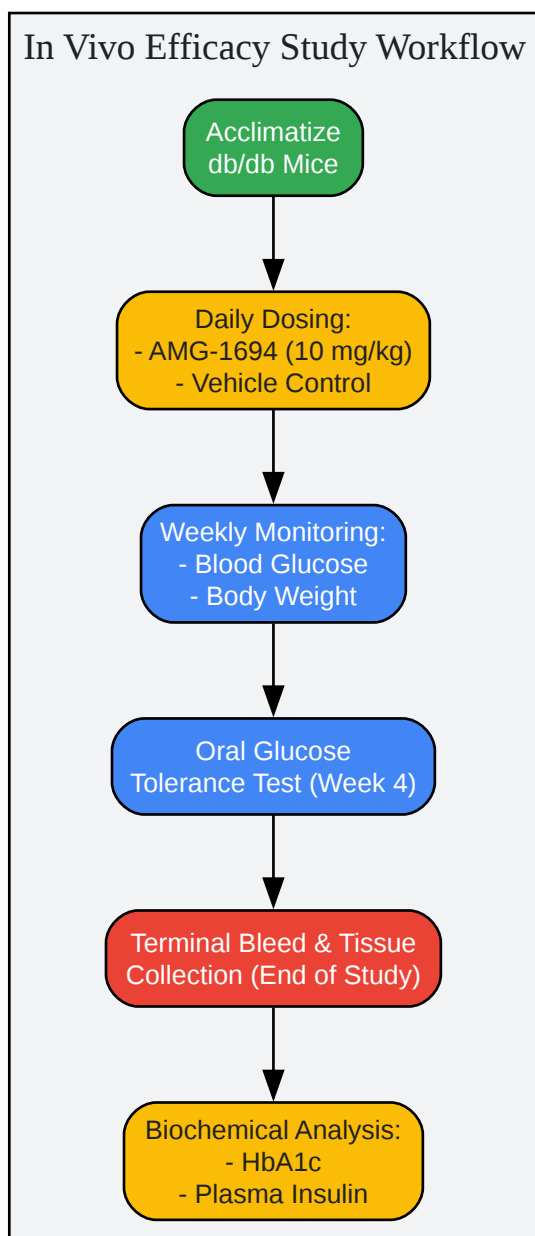 In Vivo Efficacy Study Workflow
Acclimatize
db/db Mice
Daily Dosing:
- AMG-1694 (10 mg/kg)
- Vehicle Control
Weekly Monitoring:
- Blood Glucose
- Body Weight
Oral Glucose
Tolerance Test (Week 4)
Terminal Bleed & Tissue
Collection (End of Study)
Biochemical Analysis:
- HbA1c
- Plasma Insulin